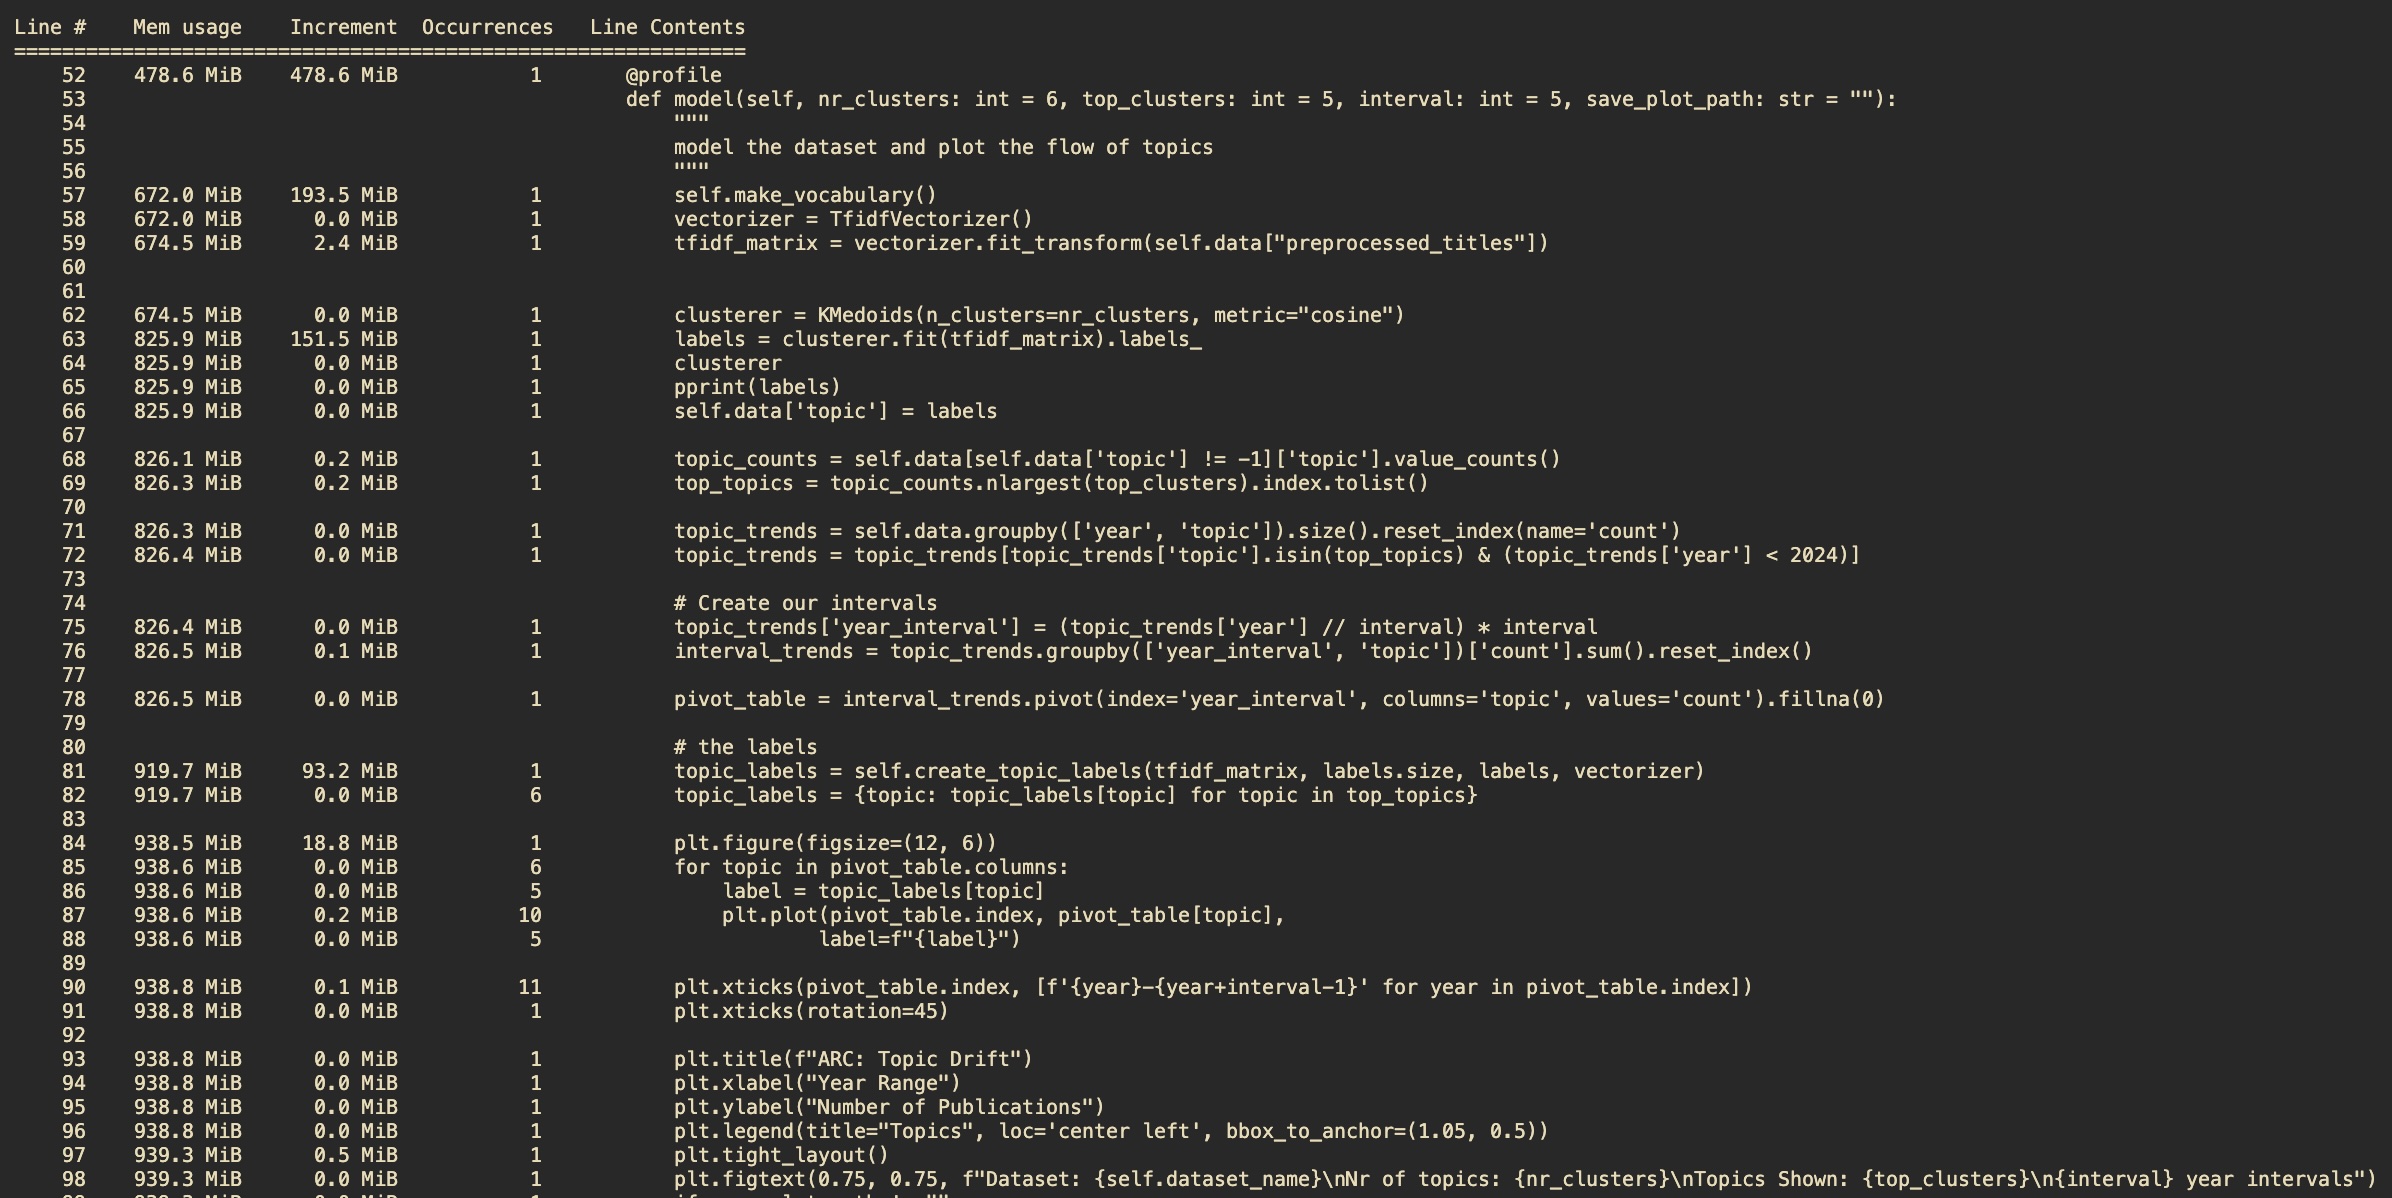 Line #    Mem usage    Increment  Occurrences   Line Contents
=============================================================
    52    478.6 MiB    478.6 MiB           1       @profile
    53                                             def model(self, nr_clusters: int = 6, top_clusters: int = 5, interval: int = 5, save_plot_path: str = ""):
    54                                                 """
    55                                                 model the dataset and plot the flow of topics
    56                                                 """
    57    672.0 MiB    193.5 MiB           1           self.make_vocabulary()
    58    672.0 MiB      0.0 MiB           1           vectorizer = TfidfVectorizer()
    59    674.5 MiB      2.4 MiB           1           tfidf_matrix = vectorizer.fit_transform(self.data["preprocessed_titles"])
    60
    61
    62    674.5 MiB      0.0 MiB           1           clusterer = KMedoids(n_clusters=nr_clusters, metric="cosine")
    63    825.9 MiB    151.5 MiB           1           labels = clusterer.fit(tfidf_matrix).labels_
    64    825.9 MiB      0.0 MiB           1           clusterer
    65    825.9 MiB      0.0 MiB           1           pprint(labels)
    66    825.9 MiB      0.0 MiB           1           self.data['topic'] = labels
    67
    68    826.1 MiB      0.2 MiB           1           topic_counts = self.data[self.data['topic'] != -1]['topic'].value_counts()
    69    826.3 MiB      0.2 MiB           1           top_topics = topic_counts.nlargest(top_clusters).index.tolist()
    70
    71    826.3 MiB      0.0 MiB           1           topic_trends = self.data.groupby(['year', 'topic']).size().reset_index(name='count')
    72    826.4 MiB      0.0 MiB           1           topic_trends = topic_trends[topic_trends['topic'].isin(top_topics) & (topic_trends['year'] < 2024)]
    73
    74                                                 # Create our intervals
    75    826.4 MiB      0.0 MiB           1           topic_trends['year_interval'] = (topic_trends['year'] // interval) * interval
    76    826.5 MiB      0.1 MiB           1           interval_trends = topic_trends.groupby(['year_interval', 'topic'])['count'].sum().reset_index()
    77
    78    826.5 MiB      0.0 MiB           1           pivot_table = interval_trends.pivot(index='year_interval', columns='topic', values='count').fillna(0)
    79
    80                                                 # the labels
    81    919.7 MiB     93.2 MiB           1           topic_labels = self.create_topic_labels(tfidf_matrix, labels.size, labels, vectorizer)
    82    919.7 MiB      0.0 MiB           6           topic_labels = {topic: topic_labels[topic] for topic in top_topics}
    83
    84    938.5 MiB     18.8 MiB           1           plt.figure(figsize=(12, 6))
    85    938.6 MiB      0.0 MiB           6           for topic in pivot_table.columns:
    86    938.6 MiB      0.0 MiB           5               label = topic_labels[topic]
    87    938.6 MiB      0.2 MiB          10               plt.plot(pivot_table.index, pivot_table[topic],
    88    938.6 MiB      0.0 MiB           5                       label=f"{label}")
    89
    90    938.8 MiB      0.1 MiB          11           plt.xticks(pivot_table.index, [f'{year}-{year+interval-1}' for year in pivot_table.index])
    91    938.8 MiB      0.0 MiB           1           plt.xticks(rotation=45)
    92
    93    938.8 MiB      0.0 MiB           1           plt.title(f"ARC: Topic Drift")
    94    938.8 MiB      0.0 MiB           1           plt.xlabel("Year Range")
    95    938.8 MiB      0.0 MiB           1           plt.ylabel("Number of Publications")
    96    938.8 MiB      0.0 MiB           1           plt.legend(title="Topics", loc='center left', bbox_to_anchor=(1.05, 0.5))
    97    939.3 MiB      0.5 MiB           1           plt.tight_layout()
    98    939.3 MiB      0.0 MiB           1           plt.figtext(0.75, 0.75, f"Dataset: {self.dataset_name}\nNr of topics: {nr_clusters}\nTopics Shown: {top_clusters}\n{interval} year intervals")